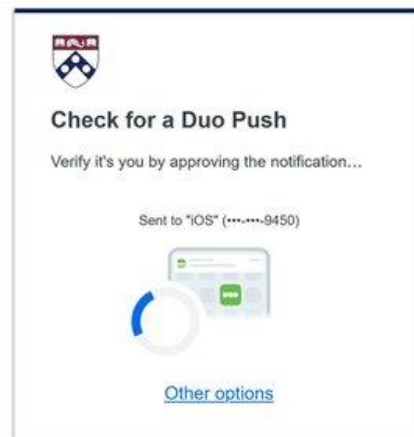 Check for a Duo Push
Verify it's you by approving the notification...
Sent to "iOS" (•••-•••-9450)
Other options